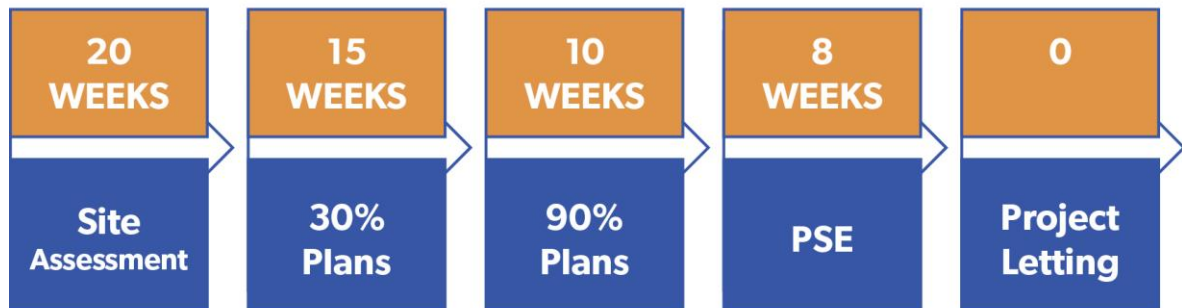 20
WEEKS
15
WEEKS
10
WEEKS
8
WEEKS
0
Site
Assessment
30%
Plans
90%
Plans
PSE
Project
Letting